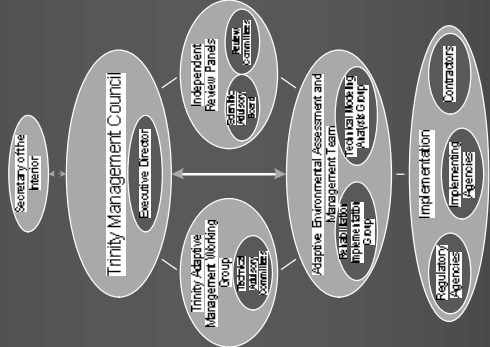 Secretary of the
Interior
Trinity Management Council
Executive Director
Trinity Adaptive
Management Working
Group
Technical
Advisory
Committees
Independent
Review Panels
Scientific
Advisory
Board
Review
Committees
Adaptive Environmental Assessment and
Management Team
Rehabilitation
Implementation
Group
Technical Modeling
Analysis Group
Implementation
Regulatory
Agencies
Implementing
Agencies
Contractors